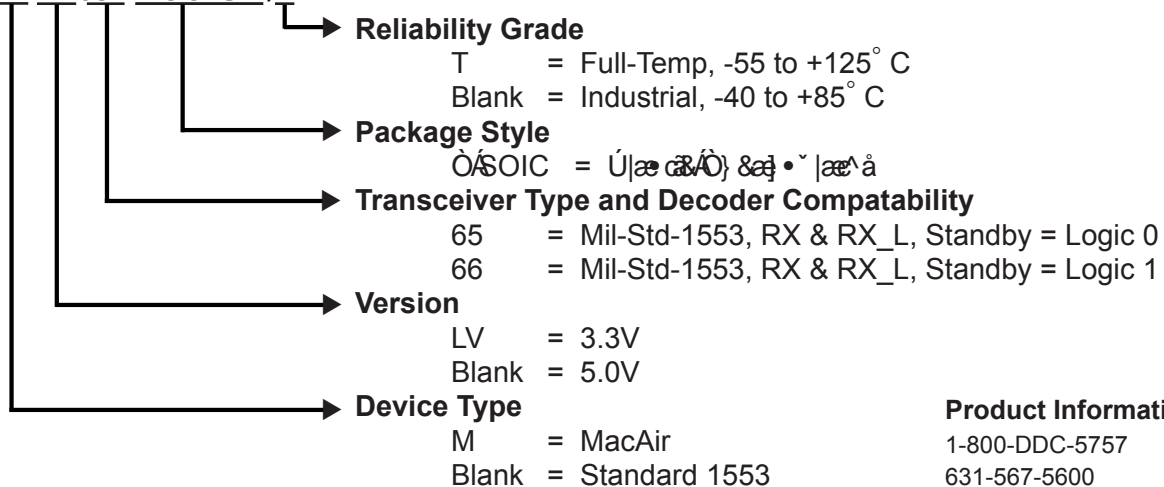 Reliability Grade
T = Full-Temp, -55 to +125° C
Blank = Industrial, -40 to +85° C
Package Style
SOIC =
Transceiver Type and Decoder Compatability
65 = Mil-Std-1553, RX & RX_L, Standby = Logic 0
66 = Mil-Std-1553, RX & RX_L, Standby = Logic 1
Version
LV = 3.3V
Blank = 5.0V
Device Type
M = MacAir
Blank = Standard 1553
Product Informati
1-800-DDC-5757
631-567-5600